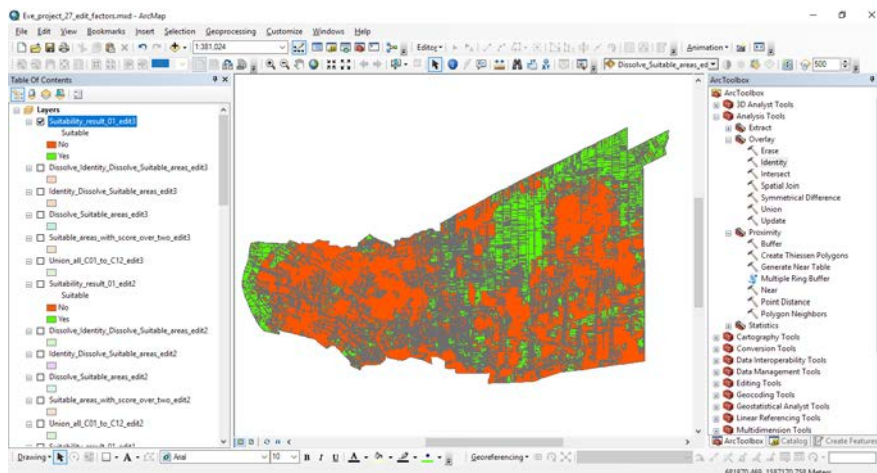 Eve_project_27_edit_factors.mxd - ArcMap
File Edit View Bookmarks Insert Selection Geoprocessing Customize Windows Help
1:381,024 Editor Animation
Dissolve_Suitable_areas_ed 500
Table Of Contents
Layers
Suitability_result_01_edit3
Suitable
No
Yes
Dissolve_Identity_Dissolve_Suitable_areas_edit3
Identity_Dissolve_Suitable_areas_edit3
Dissolve_Suitable_areas_edit3
Suitable_areas_with_score_over_two_edit3
Union_all_C01_to_C12_edit3
Suitability_result_01_edit2
Suitable
No
Yes
Dissolve_Identity_Dissolve_Suitable_areas_edit2
Identity_Dissolve_Suitable_areas_edit2
Dissolve_Suitable_areas_edit2
Suitable_areas_with_score_over_two_edit2
Union_all_C01_to_C12_edit2
ArcToolbox
ArcToolbox
3D Analyst Tools
Analysis Tools
Extract
Overlay
Erase
Identity
Intersect
Spatial Join
Symmetrical Difference
Union
Update
Proximity
Buffer
Create Thiessen Polygons
Generate Near Table
Multiple Ring Buffer
Near
Point Distance
Polygon Neighbors
Statistics
Cartography Tools
Conversion Tools
Data Interoperability Tools
Data Management Tools
Editing Tools
Geocoding Tools
Geostatistical Analyst Tools
Linear Referencing Tools
Multidimension Tools
ArcToolbox Catalog Create Features
Drawing A Arial 10 B I U A Georeferencing